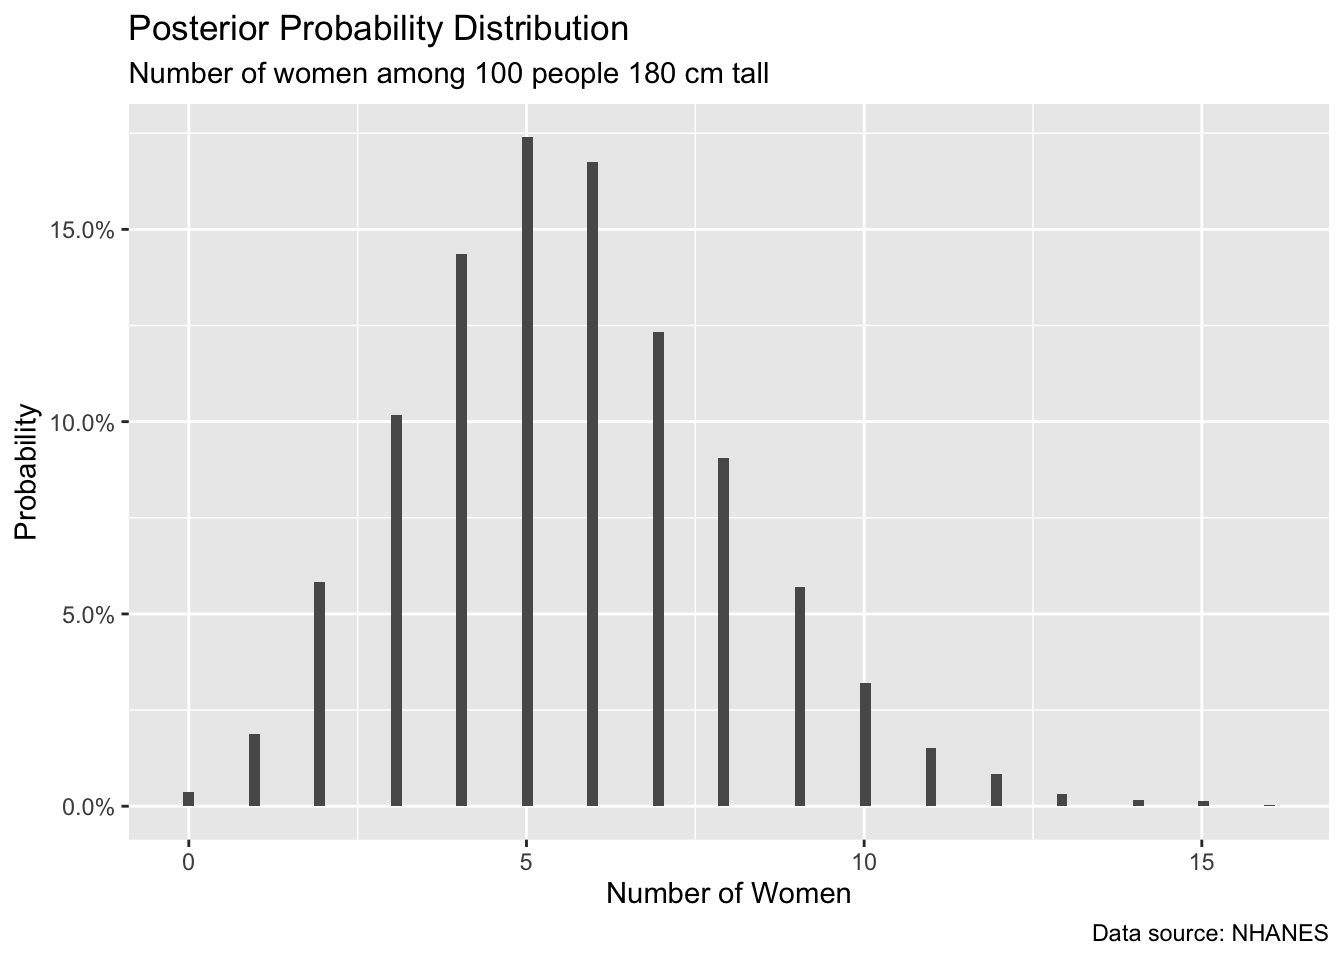 Posterior Probability Distribution
Number of women among 100 people 180 cm tall
Probability
15.0%
10.0%
5.0%
0.0%
0 5 10 15
Number of Women
Data source: NHANES